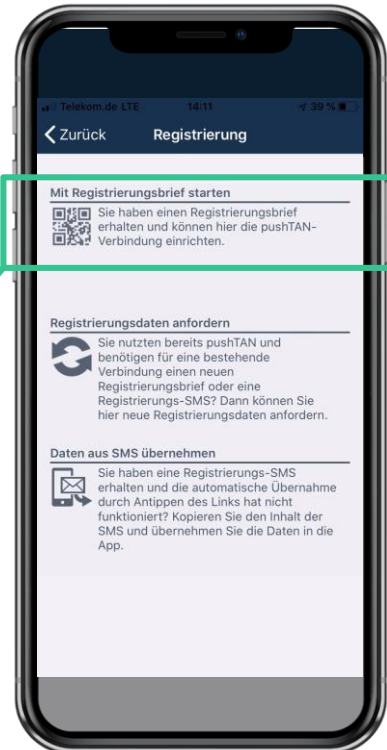 Telekom.de LTE 14:11 39 %
Zurück Registrierung
Mit Registrierungsbrief starten
Sie haben einen Registrierungsbrief
erhalten und können hier die pushTAN-
Verbindung einrichten.
Registrierungsdaten anfordern
Sie nutzten bereits pushTAN und
benötigen für eine bestehende
Verbindung einen neuen
Registrierungsbrief oder eine
Registrierungs-SMS? Dann können Sie
hier neue Registrierungsdaten anfordern.
Daten aus SMS übernehmen
Sie haben eine Registrierungs-SMS
erhalten und die automatische Übernahme
durch Antippen des Links hat nicht
funktioniert? Kopieren Sie den Inhalt der
SMS und übernehmen Sie die Daten in die
App.